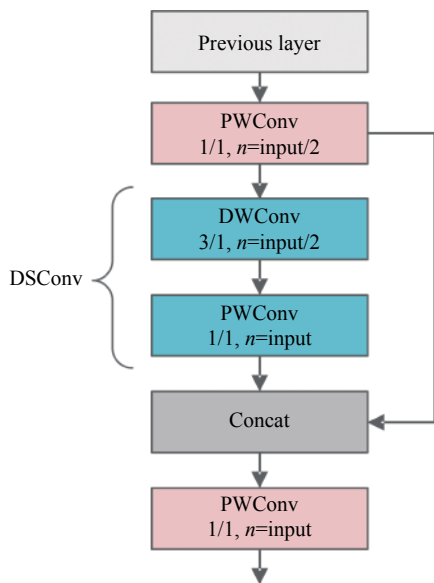 Previous layer
PWConv
1/1, n=input/2
DWConv
3/1, n=input/2
DSConv
PWConv
1/1, n=input
Concat
PWConv
1/1, n=input